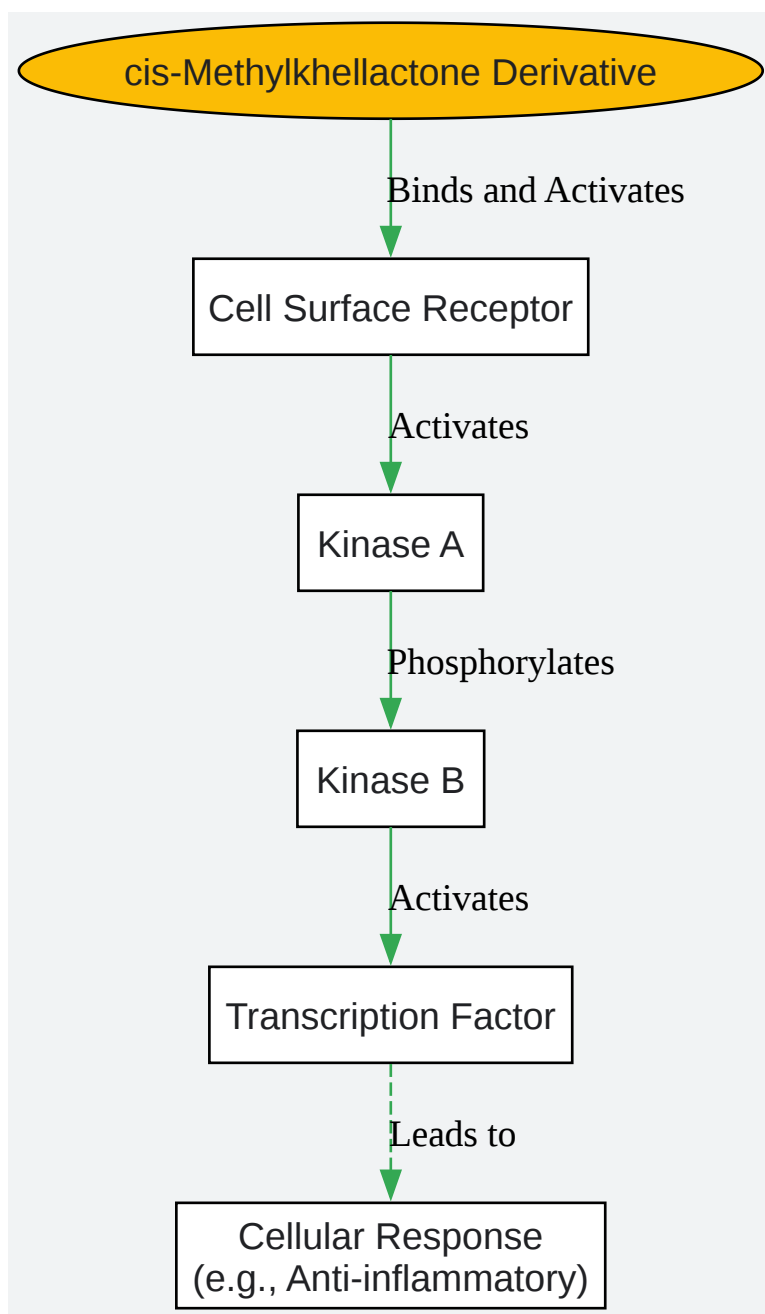 cis-Methylkhellactone Derivative
Binds and Activates
Cell Surface Receptor
Activates
Kinase A
Phosphorylates
Kinase B
Activates
Transcription Factor
Leads to
Cellular Response
(e.g., Anti-inflammatory)